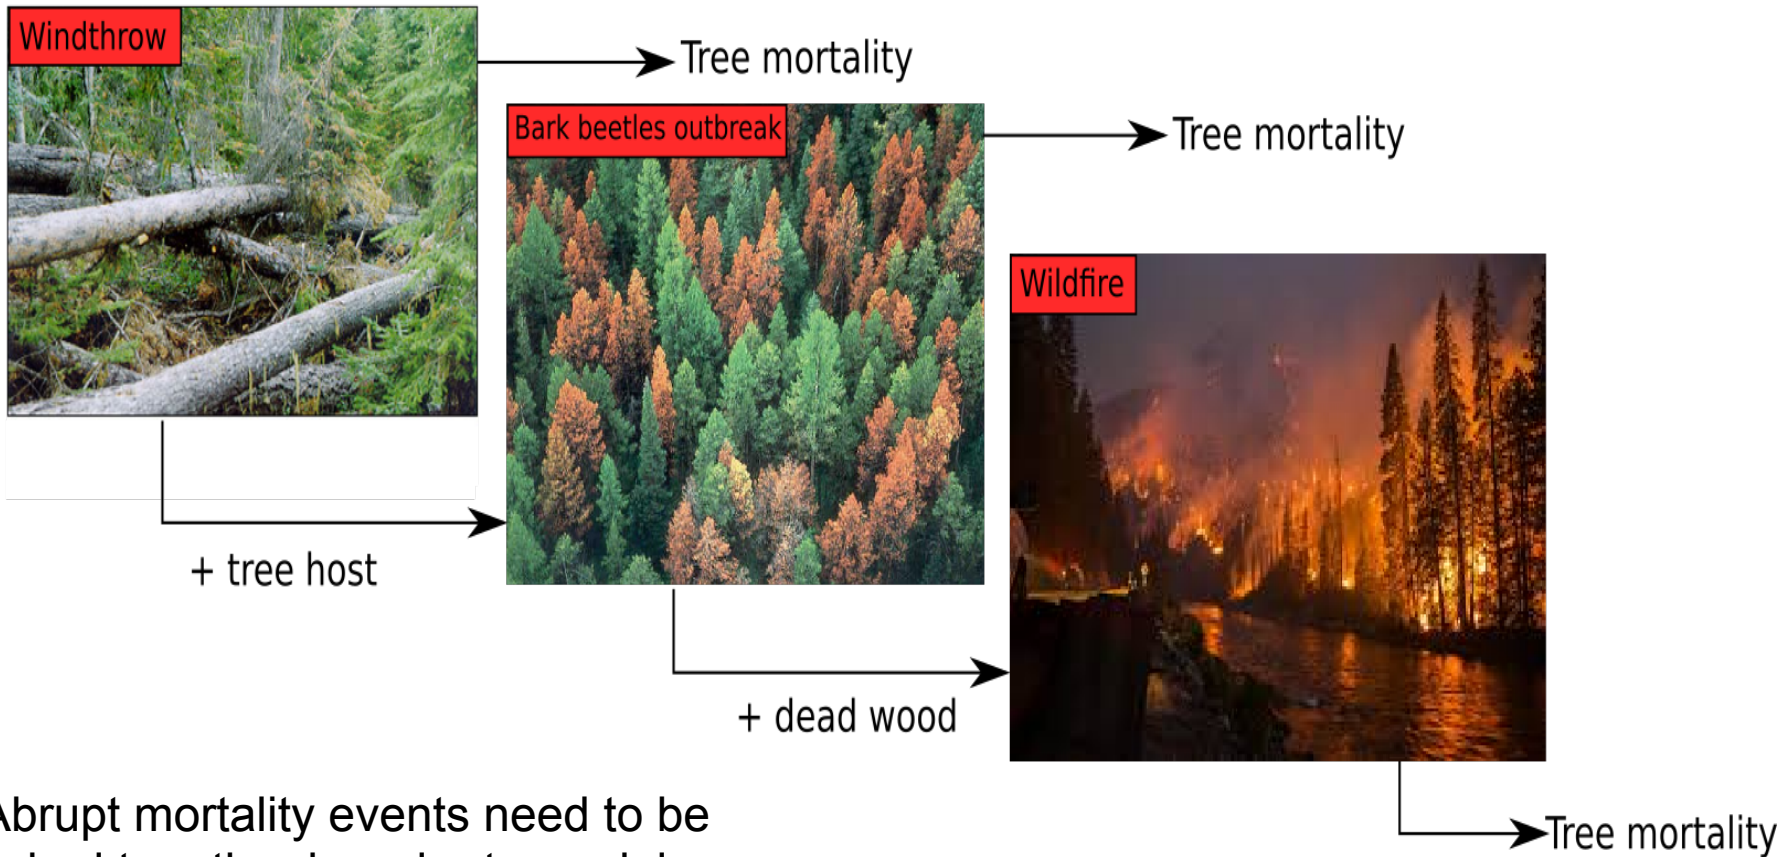 Windthrow
Tree mortality
Bark beetles outbreak
Tree mortality
Wildfire
+ tree host
+ dead wood
Abrupt mortality events need to be
Tree mortality